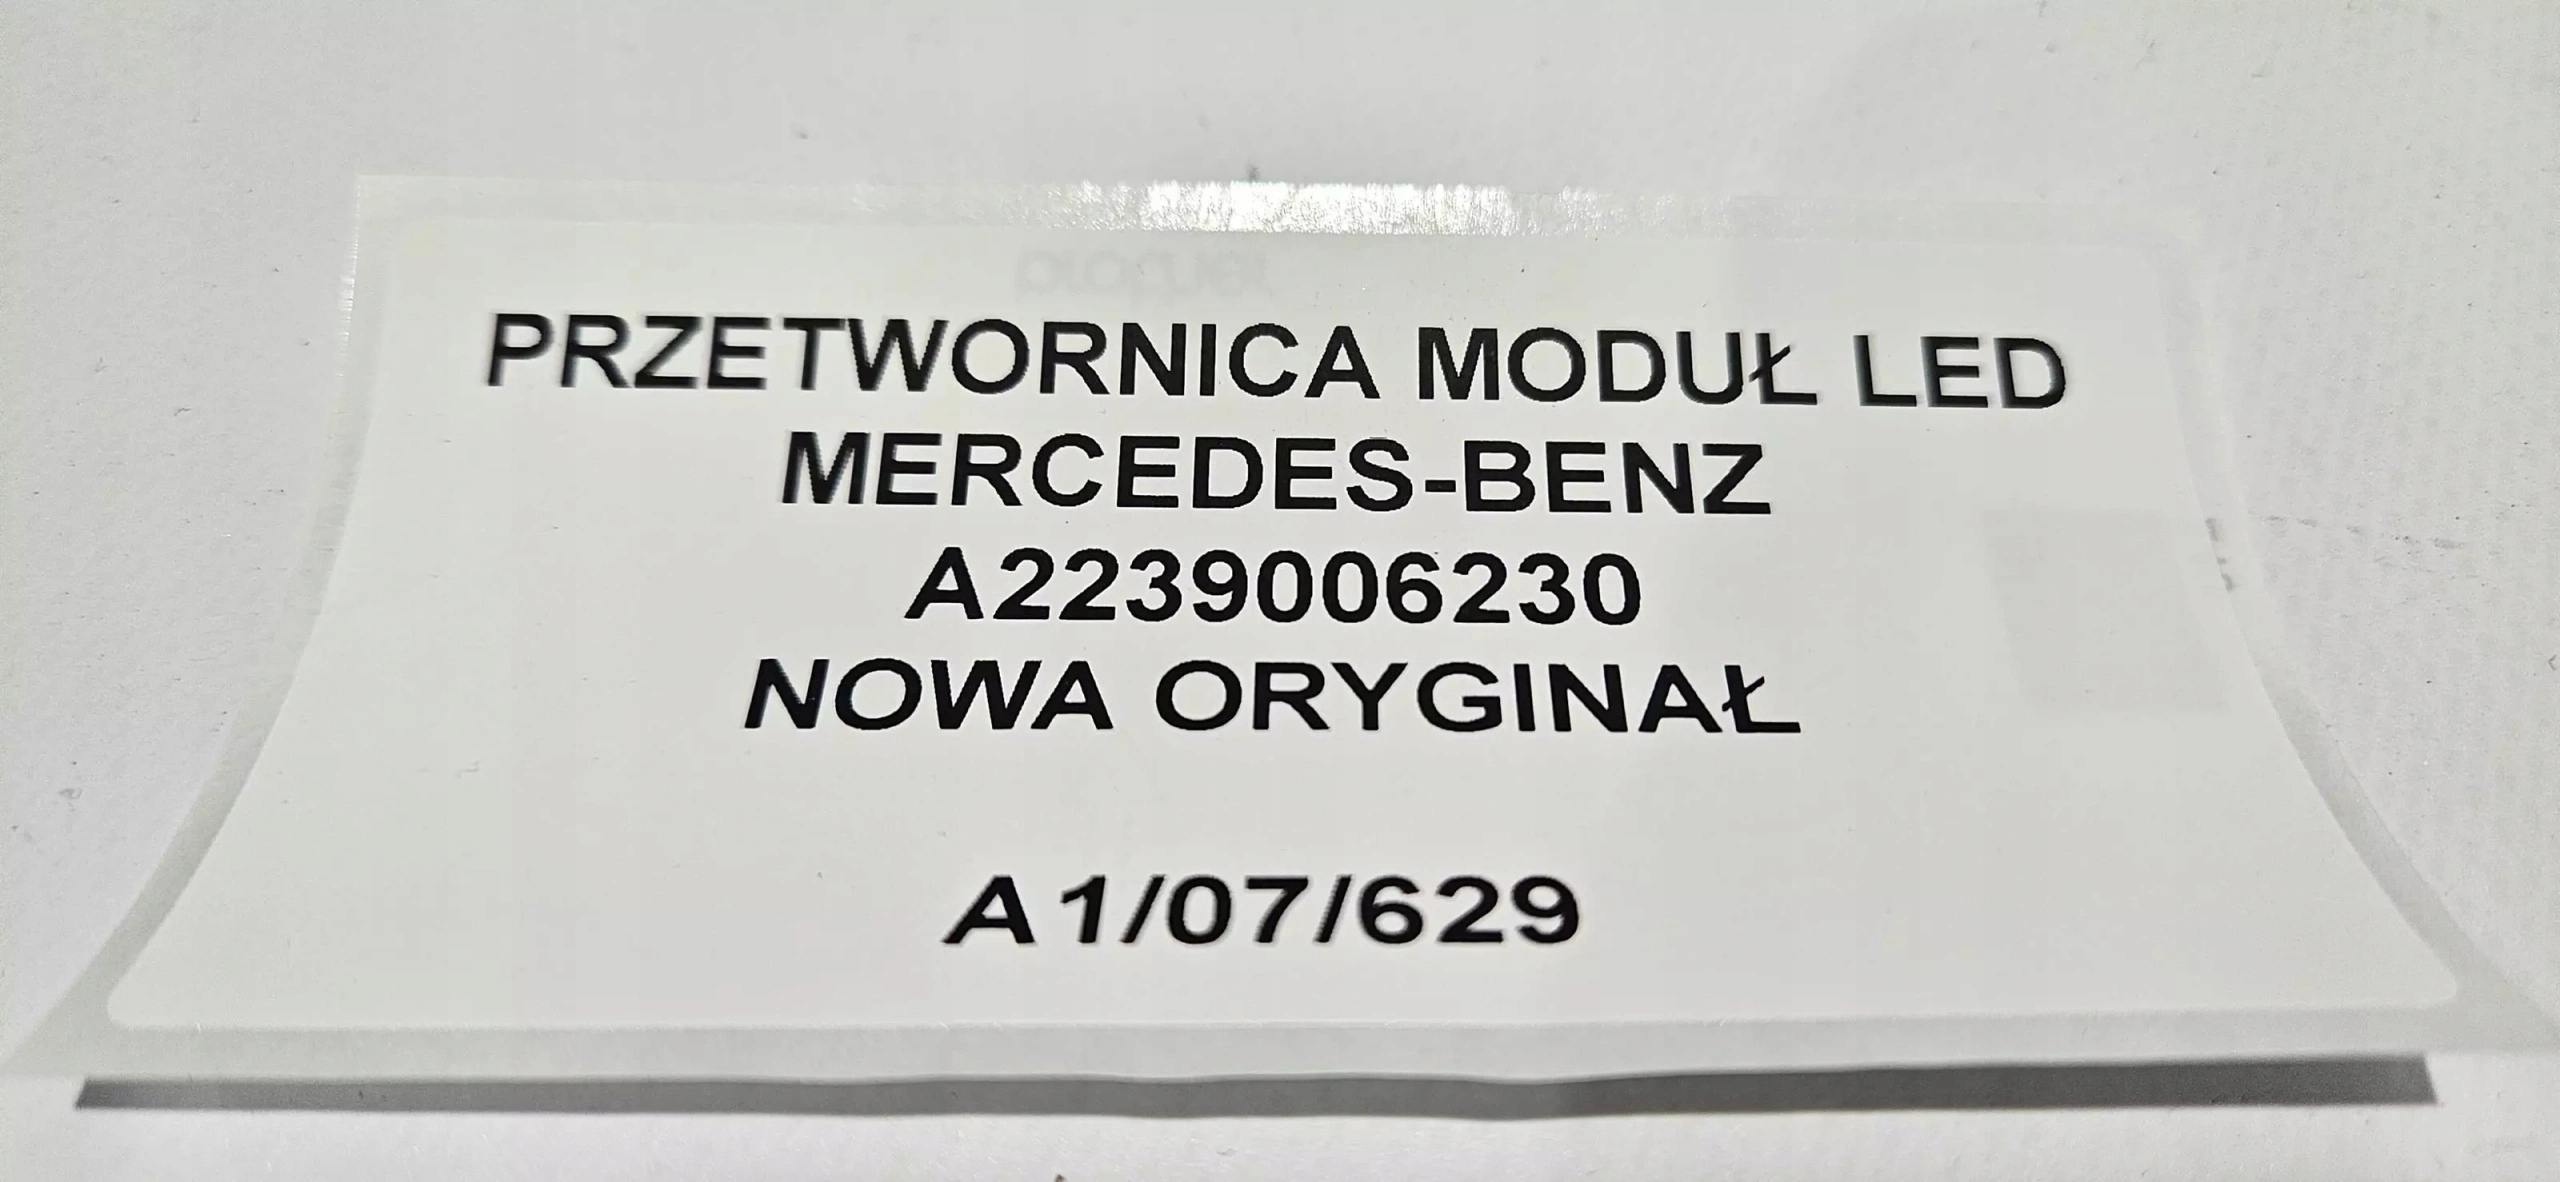 PRZETWORNICA MODUŁ LED
MERCEDES-BENZ
A2239006230
NOWA ORYGINAŁ
A1/07/629